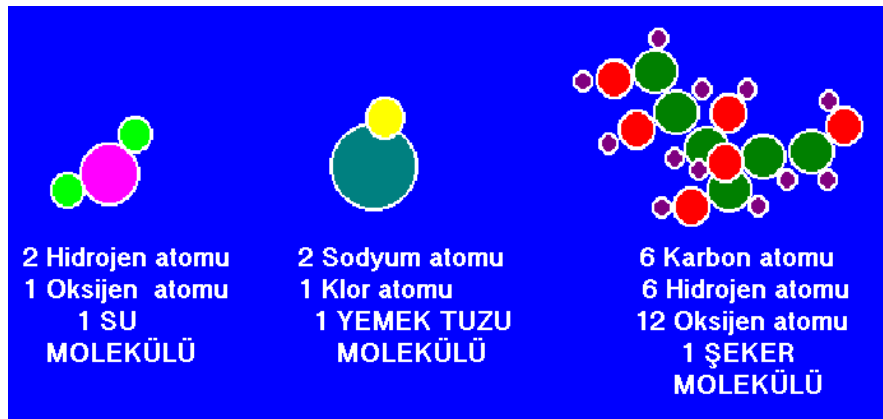 2 Hidrojen atomu
1 Oksijen atomu
1 SU
MOLEKÜLÜ
2 Sodyum atomu
1 Klor atomu
1 YEMEK TUZU
MOLEKÜLÜ
6 Karbon atomu
6 Hidrojen atomu
12 Oksijen atomu
1 ŞEKER
MOLEKÜLÜ